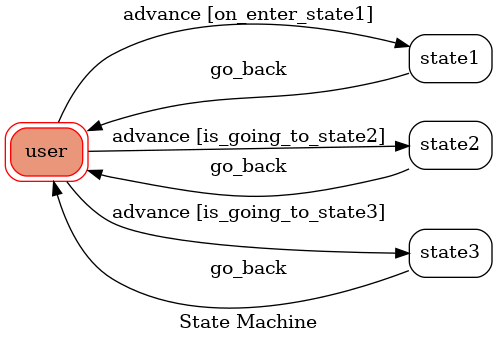 advance [on_enter_state1]
state1
go_back
advance [is_going_to_state2]
user
state2
go_back
advance [is_going_to_state3]
state3
go_back
State Machine